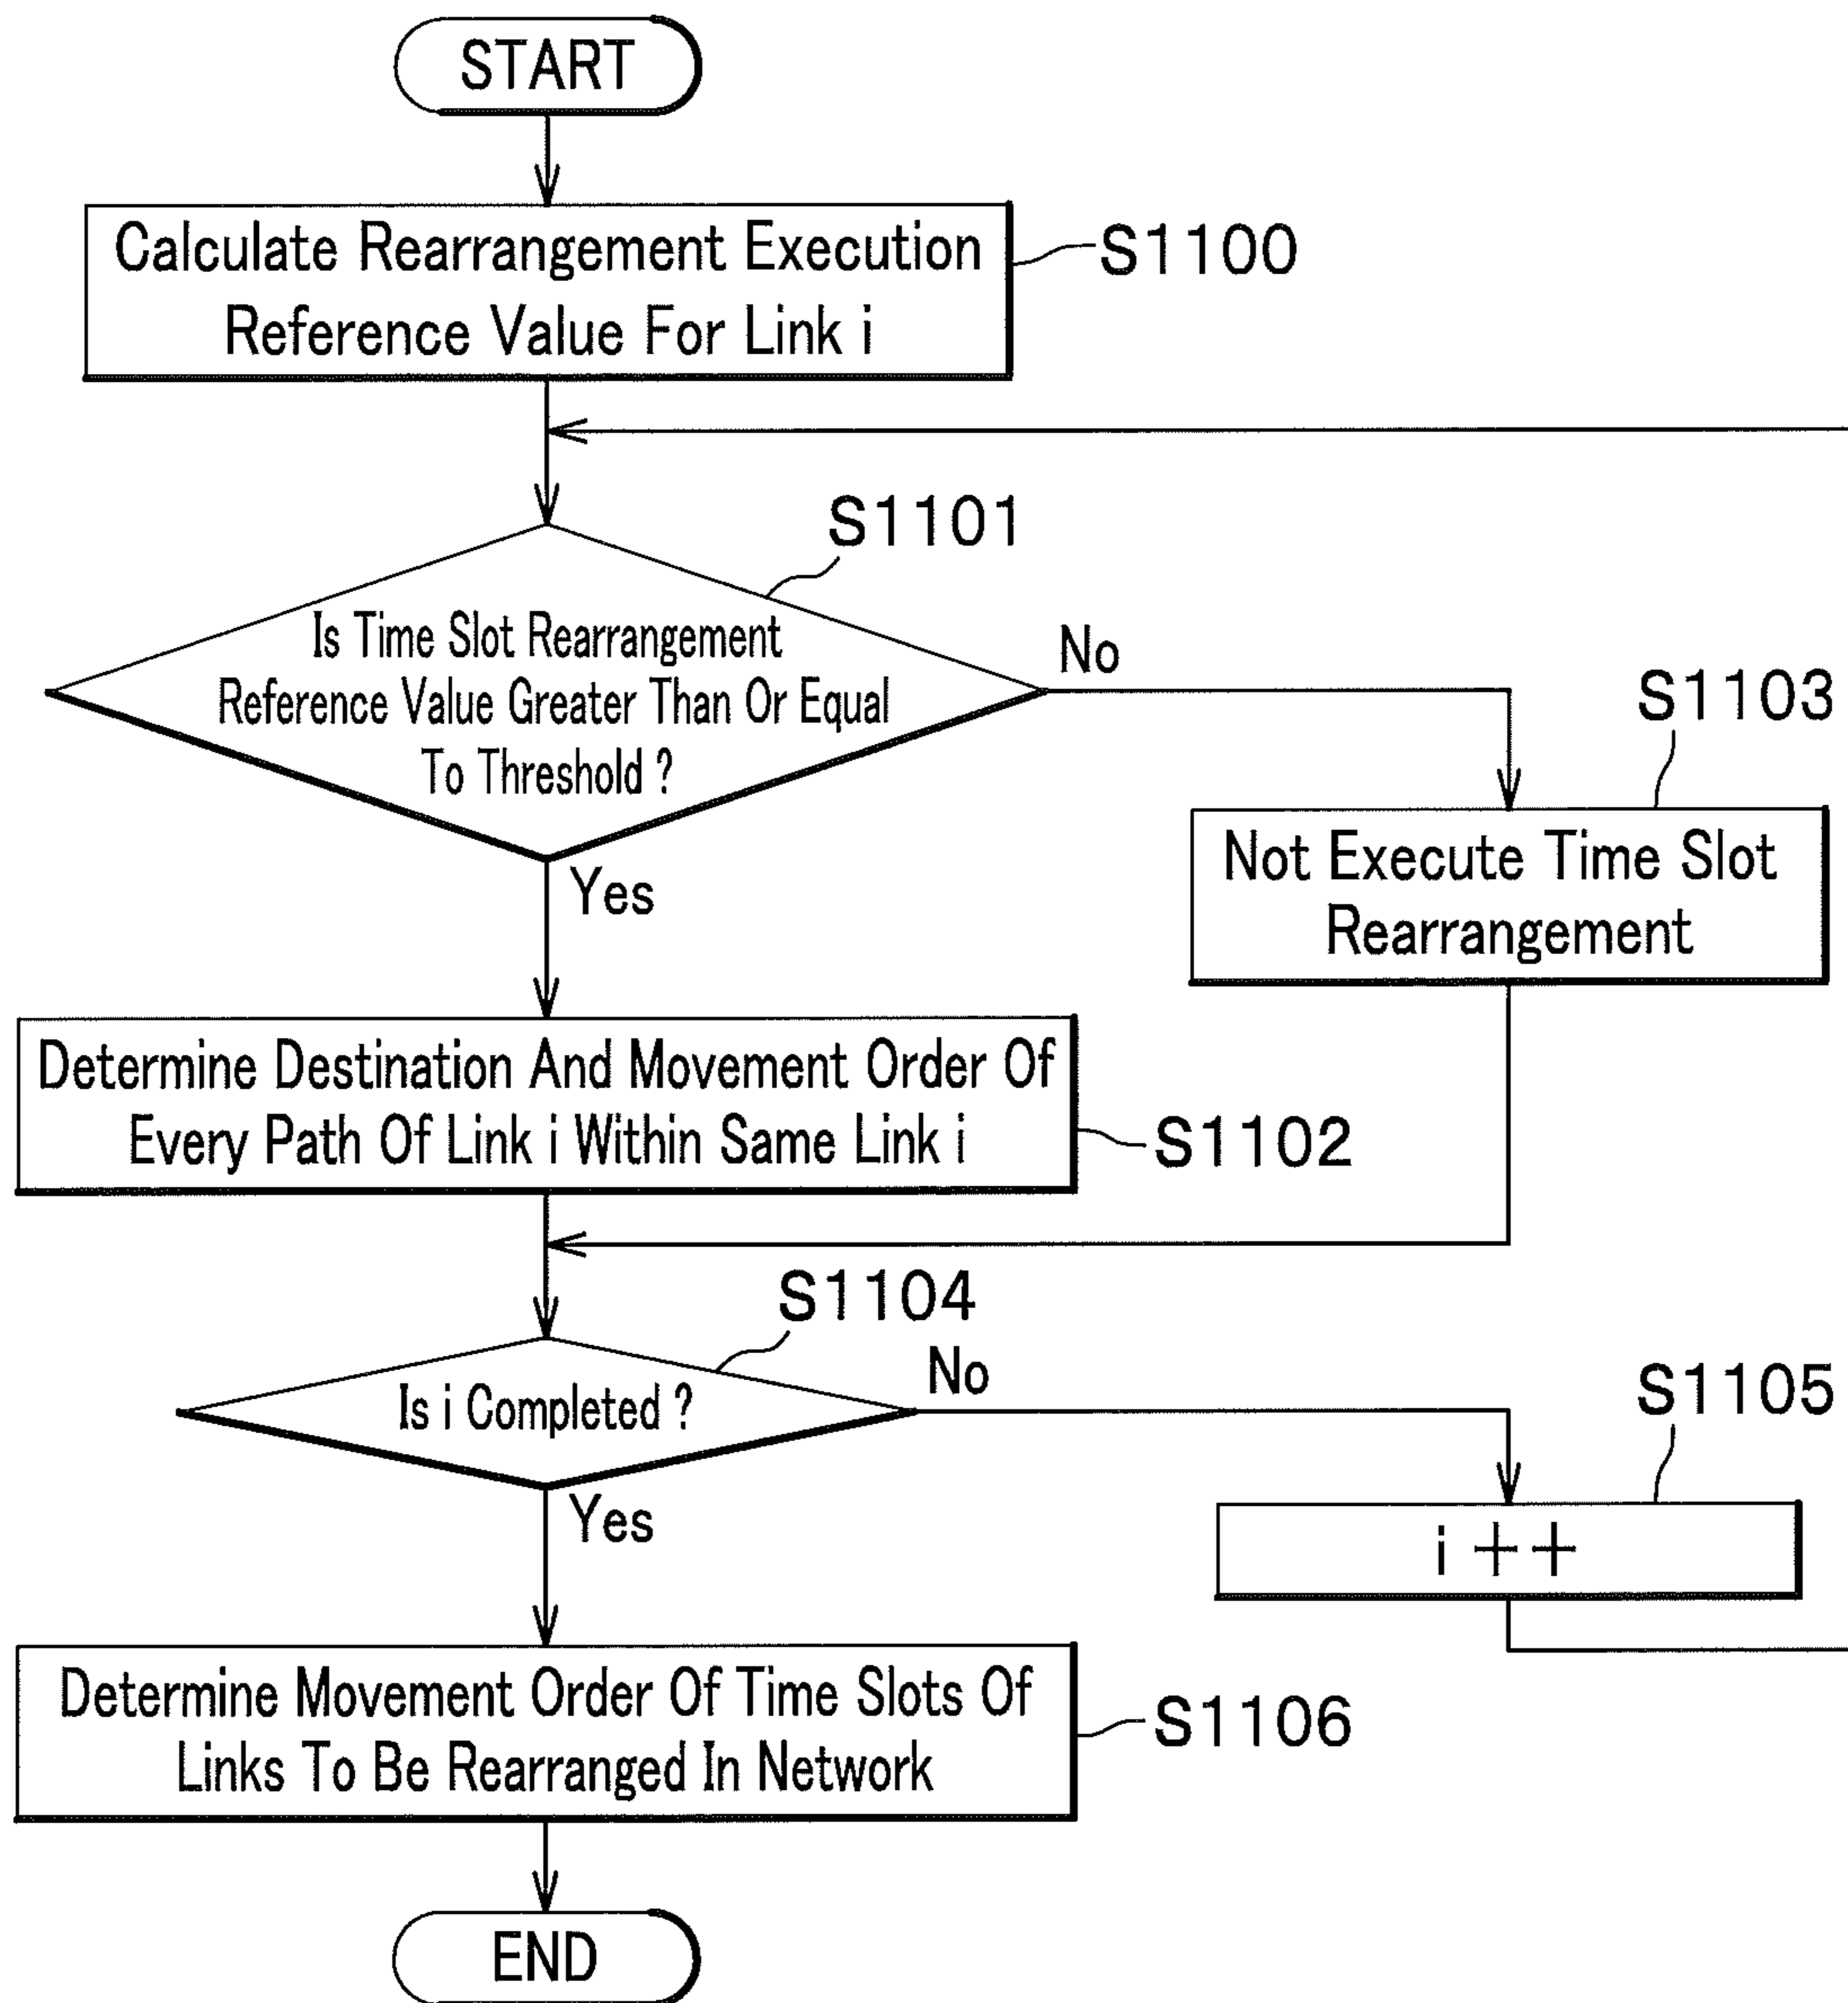 START
Calculate Rearrangement Execution
Reference Value For Link i
S1100
S1101
Is Time Slot Rearrangement
Reference Value Greater Than Or Equal
To Threshold ?
No
Yes
S1103
Not Execute Time Slot
Rearrangement
Determine Destination And Movement Order Of
Every Path Of Link i Within Same Link i
S1102
S1104
Is i Completed ?
No
Yes
S1105
i ++
Determine Movement Order Of Time Slots Of
Links To Be Rearranged In Network
S1106
END